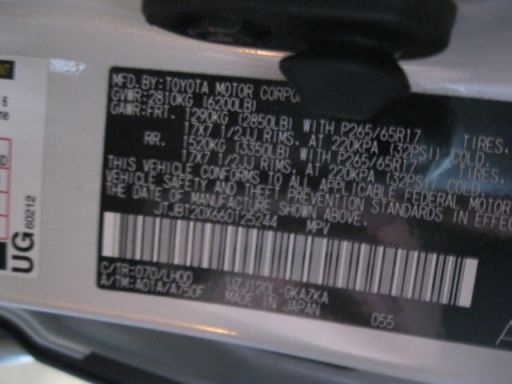 MFD.BY:TOYOTA MOTOR CORPO
GVWR:2810KG (6200LB)
GAWR:FRT. 1290KG (2850LB) WITH P265/65R17 TIRES,
17X7 1/2JJ RIMS, AT 220KPA (32PSI) COLD.
RR. 1520KG (3350LB) WITH P265/65R17 TIRES,
17X7 1/2JJ RIMS, AT 220KPA (32PSI) COLD.
THIS VEHICLE CONFORMS TO ALL APPLICABLE FEDERAL MOTOR
VEHICLE SAFETY AND THEFT PREVENTION STANDARDS IN EFFEC
THE DATE OF MANUFACTURE SHOWN ABOVE.
JTJBT20X660125244 MPV
C/TR:070/LH00 UZJ120L-GKAZKA
A/TM:A01A/A750F MADE IN JAPAN 055
UG 60212